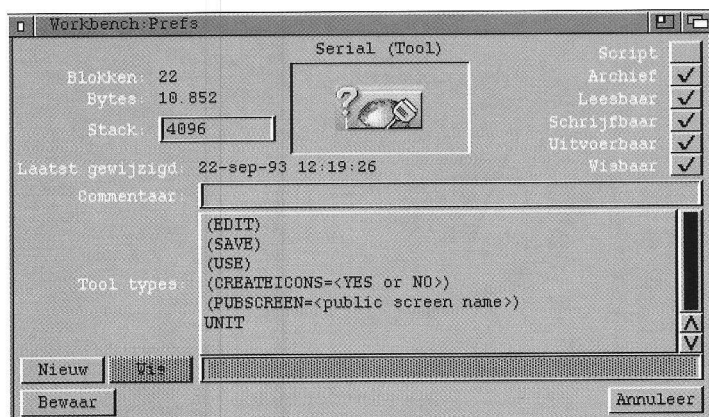 Workbench:Prefs
Serial (Tool)
Blokken: 22
Bytes: 10.852
Stack: 4096
Script
Archief
Leesbaar
Schrijfbaar
Uitvoerbaar
Wisbaar
Laatst gewijzigd: 22-sep-93 12:19:26
Commentaar:
Tool types:
(EDIT)
(SAVE)
(USE)
(CREATEICONS=<YES or NO>)
(PUBSCREEN=<public screen name>)
UNIT
Nieuw
Wis
Bewaar
Annuleer